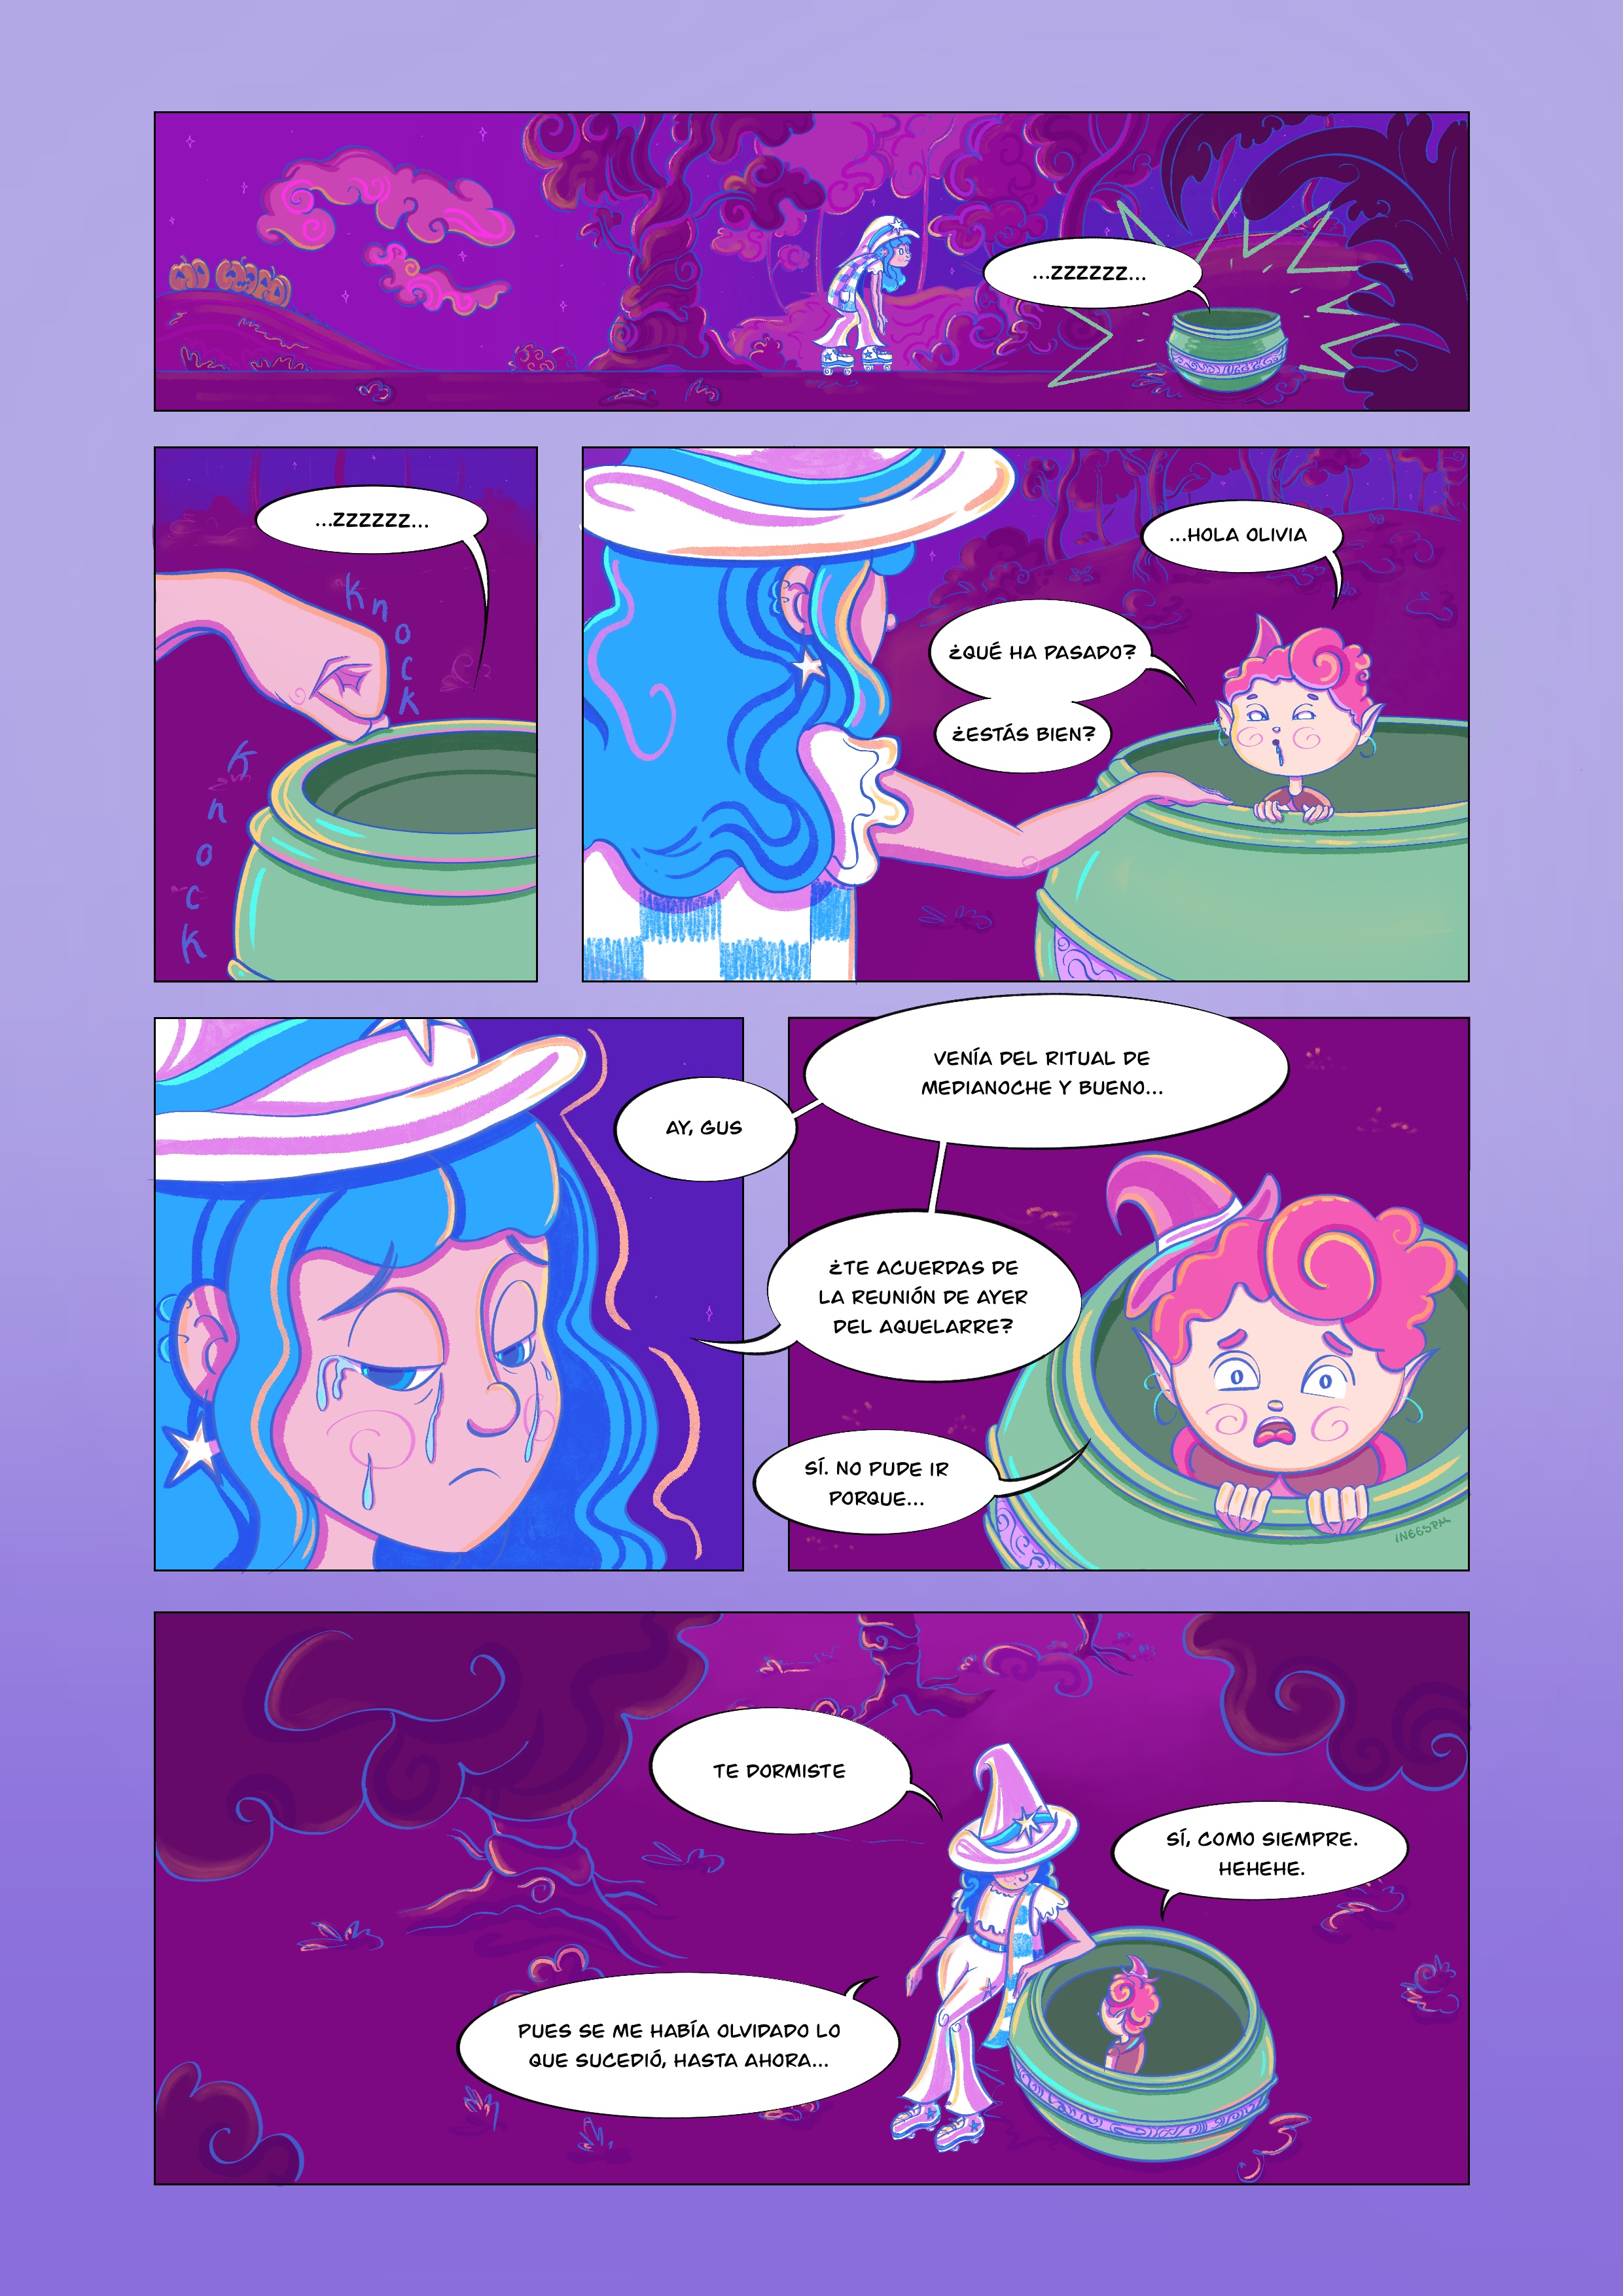 ...ZZZZZZ...
...ZZZZZZ...
Knock
Knock
...HOLA OLIVIA
¿QUÉ HA PASADO?
¿ESTÁS BIEN?
AY, GUS
VENÍA DEL RITUAL DE
MEDIANOCHE Y BUENO...
¿TE ACUERDAS DE
LA REUNIÓN DE AYER
DEL AQUELARRE?
SÍ. NO PUDE IR
PORQUE...
INEESPAL
TE DORMISTE
SÍ, COMO SIEMPRE.
HEHEHE.
PUES SE ME HABÍA OLVIDADO LO
QUE SUCEDIÓ, HASTA AHORA...